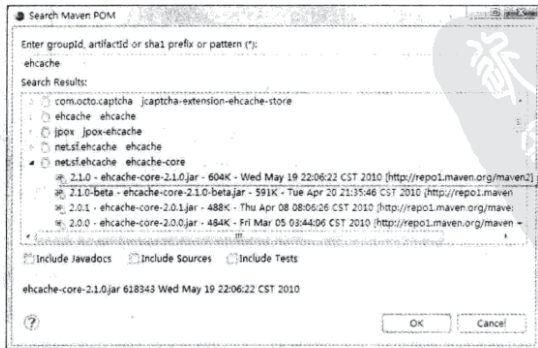 Search Maven POM
Enter groupId, artifactId or sha1 prefix or pattern (*):
ehcache
Search Results:
com.octo.captcha jcaptcha-extension-ehcache-store
ehcache ehcache
jpox jpox-ehcache
net.sf.ehcache ehcache
net.sf.ehcache ehcache-core
2.1.0 - ehcache-core-2.1.0.jar - 604K - Wed May 19 22:06:22 CST 2010 [http://repo1.maven.org/maven2]
2.1.0-beta - ehcache-core-2.1.0-beta.jar - 591K - Tue Apr 20 21:35:46 CST 2010 [http://repo1.maven
2.0.1 - ehcache-core-2.0.1.jar - 488K - Thu Apr 08 08:06:26 CST 2010 [http://repo1.maven.org/maven
2.0.0 - ehcache-core-2.0.0.jar - 484K - Fri Mar 05 03:44:06 CST 2010 [http://repo1.maven.org/maven
Include Javadocs Include Sources Include Tests
ehcache-core-2.1.0.jar 618343 Wed May 19 22:06:22 CST 2010
?
OK Cancel